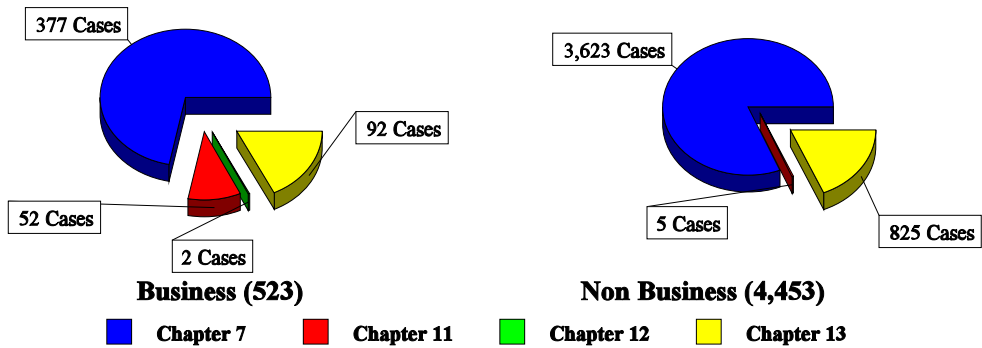 377 Cases
92 Cases
52 Cases
2 Cases
Business (523)
3,623 Cases
5 Cases
825 Cases
Non Business (4,453)
Chapter 7
Chapter 11
Chapter 12
Chapter 13